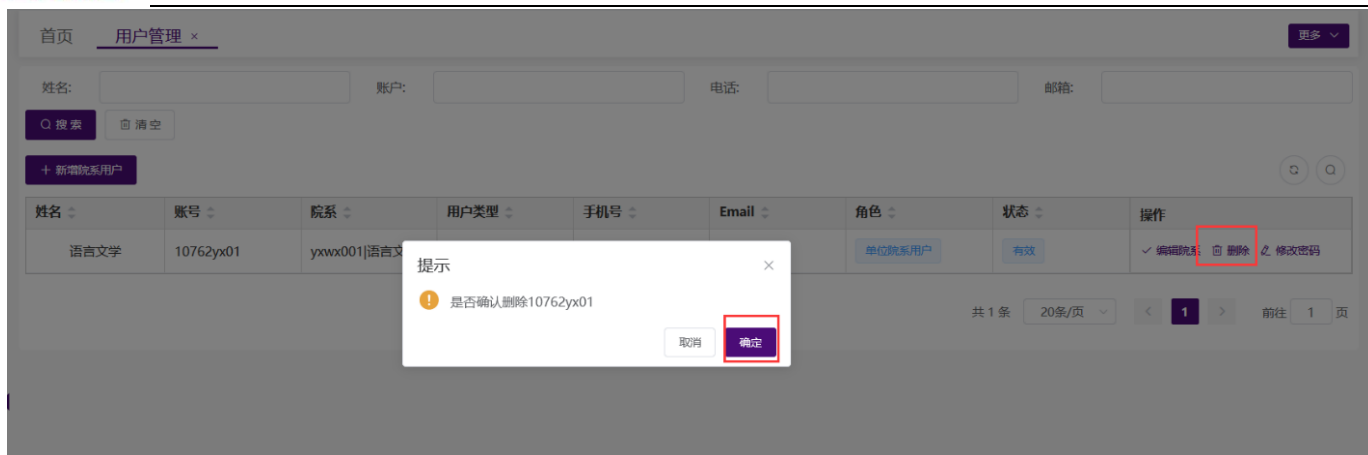 首页 用户管理 × 更多
姓名: 账户: 电话: 邮箱:
搜索 清空
+ 新增院系用户
姓名 账号 院系 用户类型 手机号 Email 角色 状态 操作
语言文学 10762yx01 yxwx001|语言文 单位院系用户 有效 编辑院系 删除 修改密码
提示 ×
是否确认删除10762yx01
取消 确定
共 1 条 20条/页 < 1 > 前往 1 页